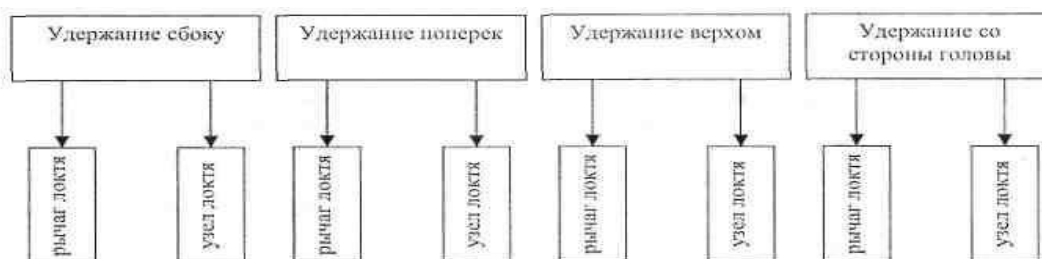 Удержание сбоку
Удержание поперек
Удержание верхом
Удержание со
стороны головы
рычаг локтя
узел локтя
рычаг локтя
узел локтя
рычаг локтя
узел локтя
рычаг локтя
узел локтя